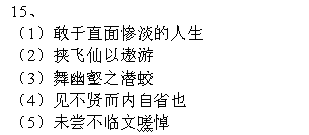 15、
（1）敢于直面惨淡的人生
（2）挟飞仙以遨游
（3）舞幽壑之潜蛟
（4）见不贤而内自省也
（5）未尝不临文嗟悼